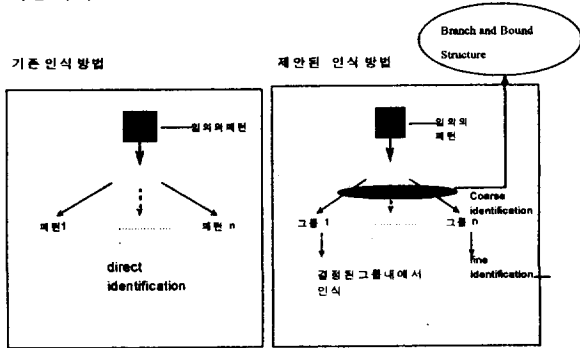 Branch and Bound
Structure
기존 인식 방법
제안된 인식 방법
임의의패턴
패턴1
패턴 n
direct
identification
임의의
패턴
Coarse
identification
그룹 1
그룹 n
결정된 그룹내에서
인식
fine
identification